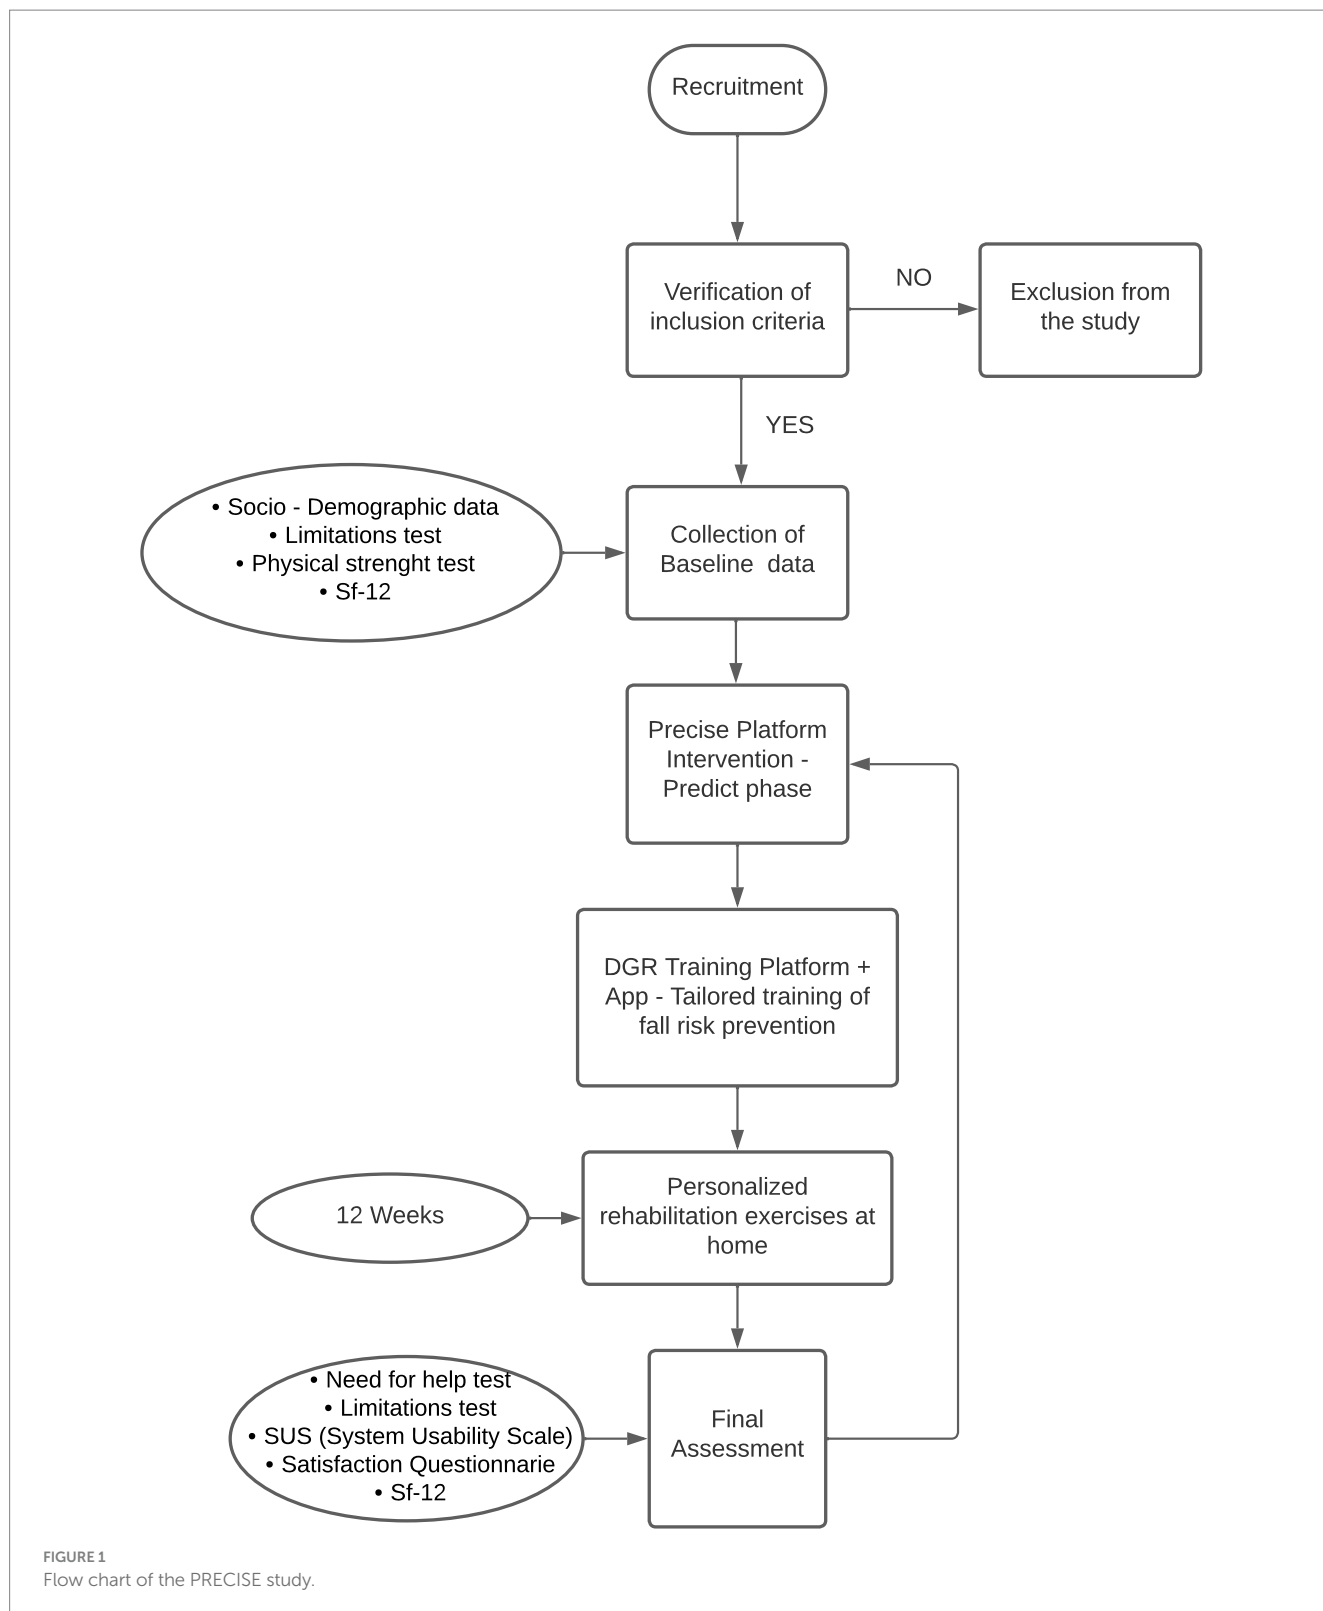 Recruitment
Verification of
inclusion criteria
NO
Exclusion from
the study
YES
• Socio - Demographic data
• Limitations test
• Physical strenght test
• Sf-12
Collection of
Baseline data
Precise Platform
Intervention -
Predict phase
DGR Training Platform +
App - Tailored training of
fall risk prevention
12 Weeks
Personalized
rehabilitation exercises at
home
• Need for help test
• Limitations test
• SUS (System Usability Scale)
• Satisfaction Questionnarie
• Sf-12
Final
Assessment
FIGURE 1
Flow chart of the PRECISE study.